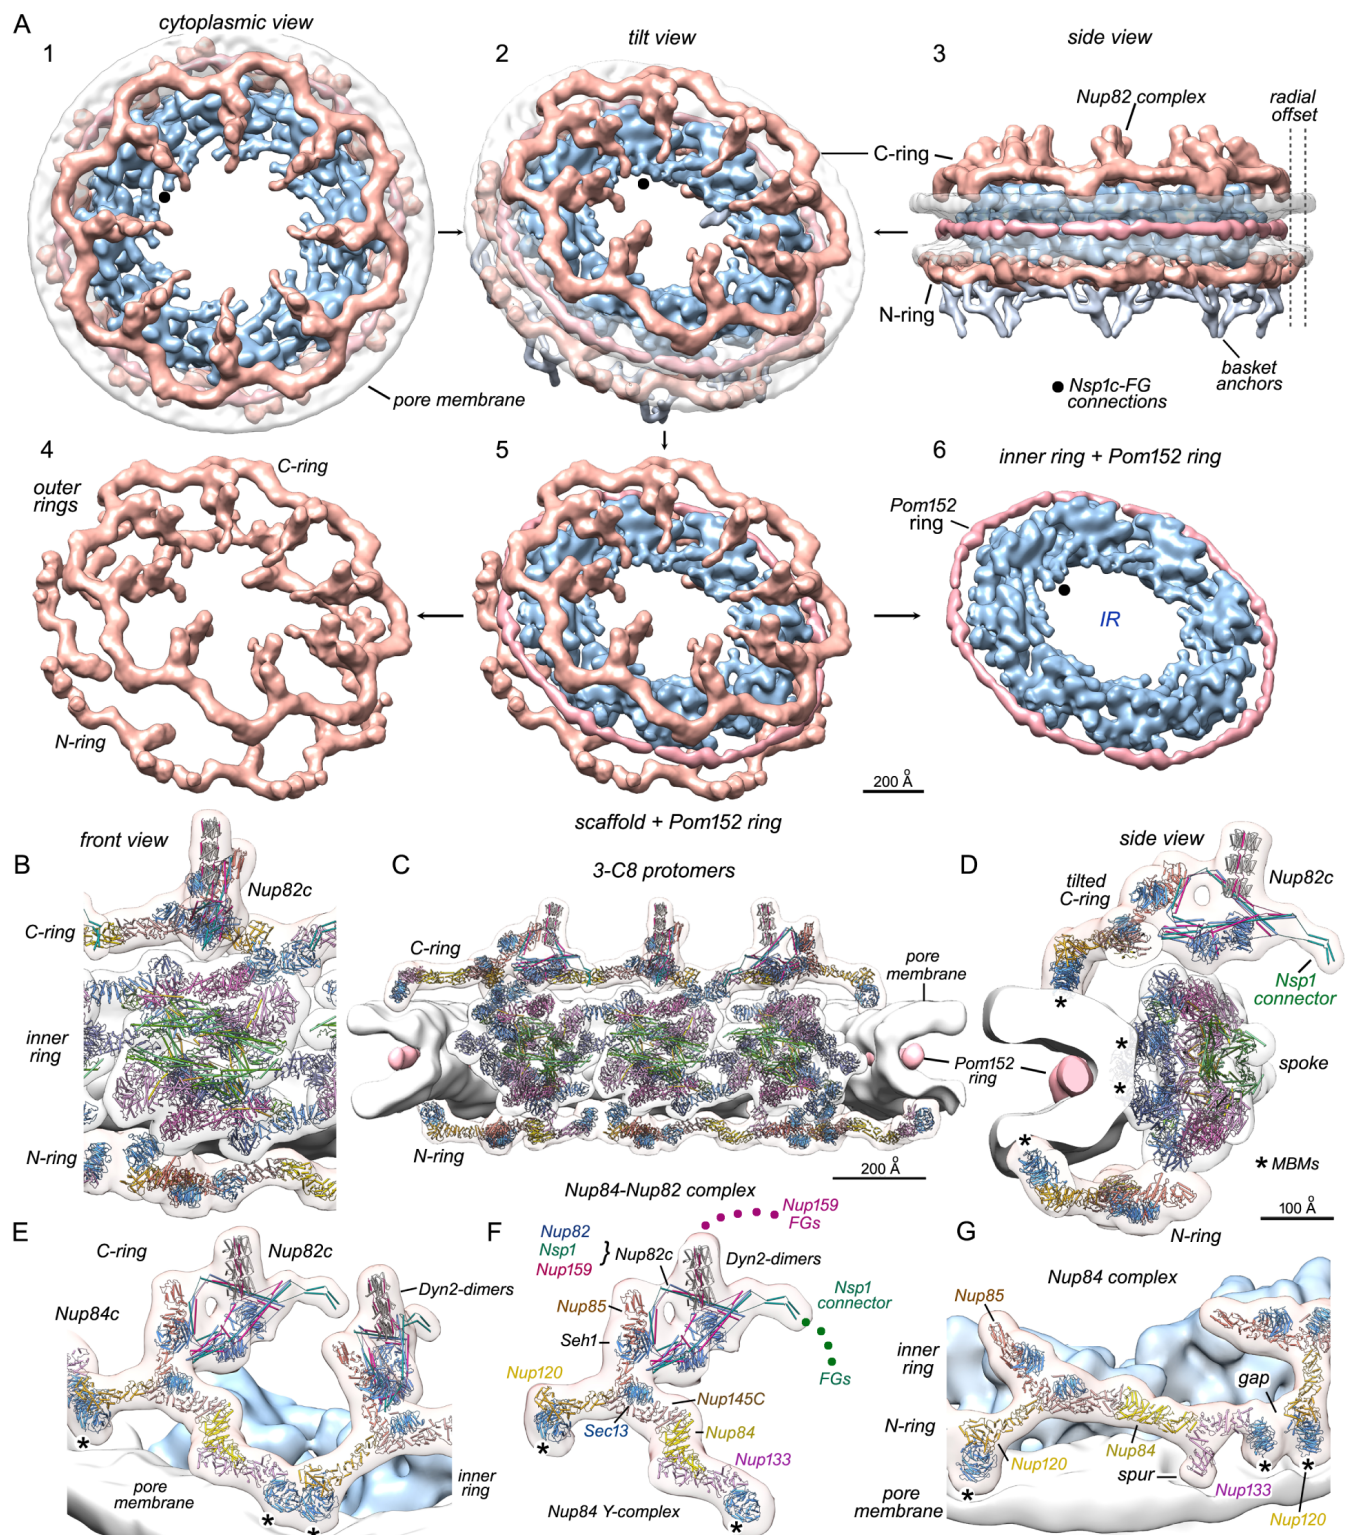 A
cytoplasmic view
1
pore membrane
tilt view
2
side view
3
Nup82 complex
radial
offset
C-ring
N-ring
basket
anchors
Nsp1c-FG
connections
4
outer
rings
C-ring
N-ring
5
scaffold + Pom152 ring
6
inner ring + Pom152 ring
Pom152
ring
IR
200 Å
B
front view
Nup82c
C-ring
inner
ring
N-ring
C
3-C8 protomers
C-ring
pore
membrane
Pom152
ring
N-ring
200 Å
D
side view
tilted
C-ring
Nup82c
Nsp1
connector
*
*
*
spoke
*
* MBMs
N-ring
100 Å
E
C-ring
Nup82c
Nup84c
Dyn2-dimers
*
pore
membrane
inner
ring
*
*
Nup84-Nup82 complex
F
Nup82
Nsp1
Nup159
} Nup82c
Nup159
FGs
Dyn2-dimers
Nup85
Nsp1
connector
Seh1
FGs
Nup120
Nup145C
Sec13
Nup84
*
Nup133
Nup84 Y-complex
*
G
Nup84 complex
Nup85
inner
ring
gap
N-ring
Nup120
Nup84
spur
Nup133
pore
membrane
*
*
*
Nup120